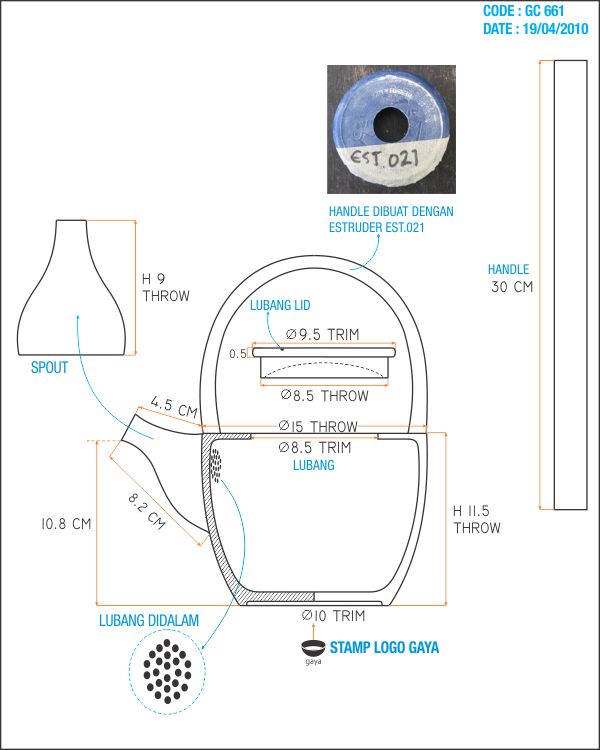 CODE : GC 661
DATE : 19/04/2010
EST.021
HANDLE DIBUAT DENGAN
ESTRUDER EST.021
HANDLE
30 CM
H 9
THROW
SPOUT
LUBANG LID
Ø9.5 TRIM
0.5
Ø8.5 THROW
4.5 CM
Ø15 THROW
Ø8.5 TRIM
LUBANG
8.2 CM
10.8 CM
H 11.5
THROW
LUBANG DIDALAM
Ø10 TRIM
STAMP LOGO GAYA
gaya